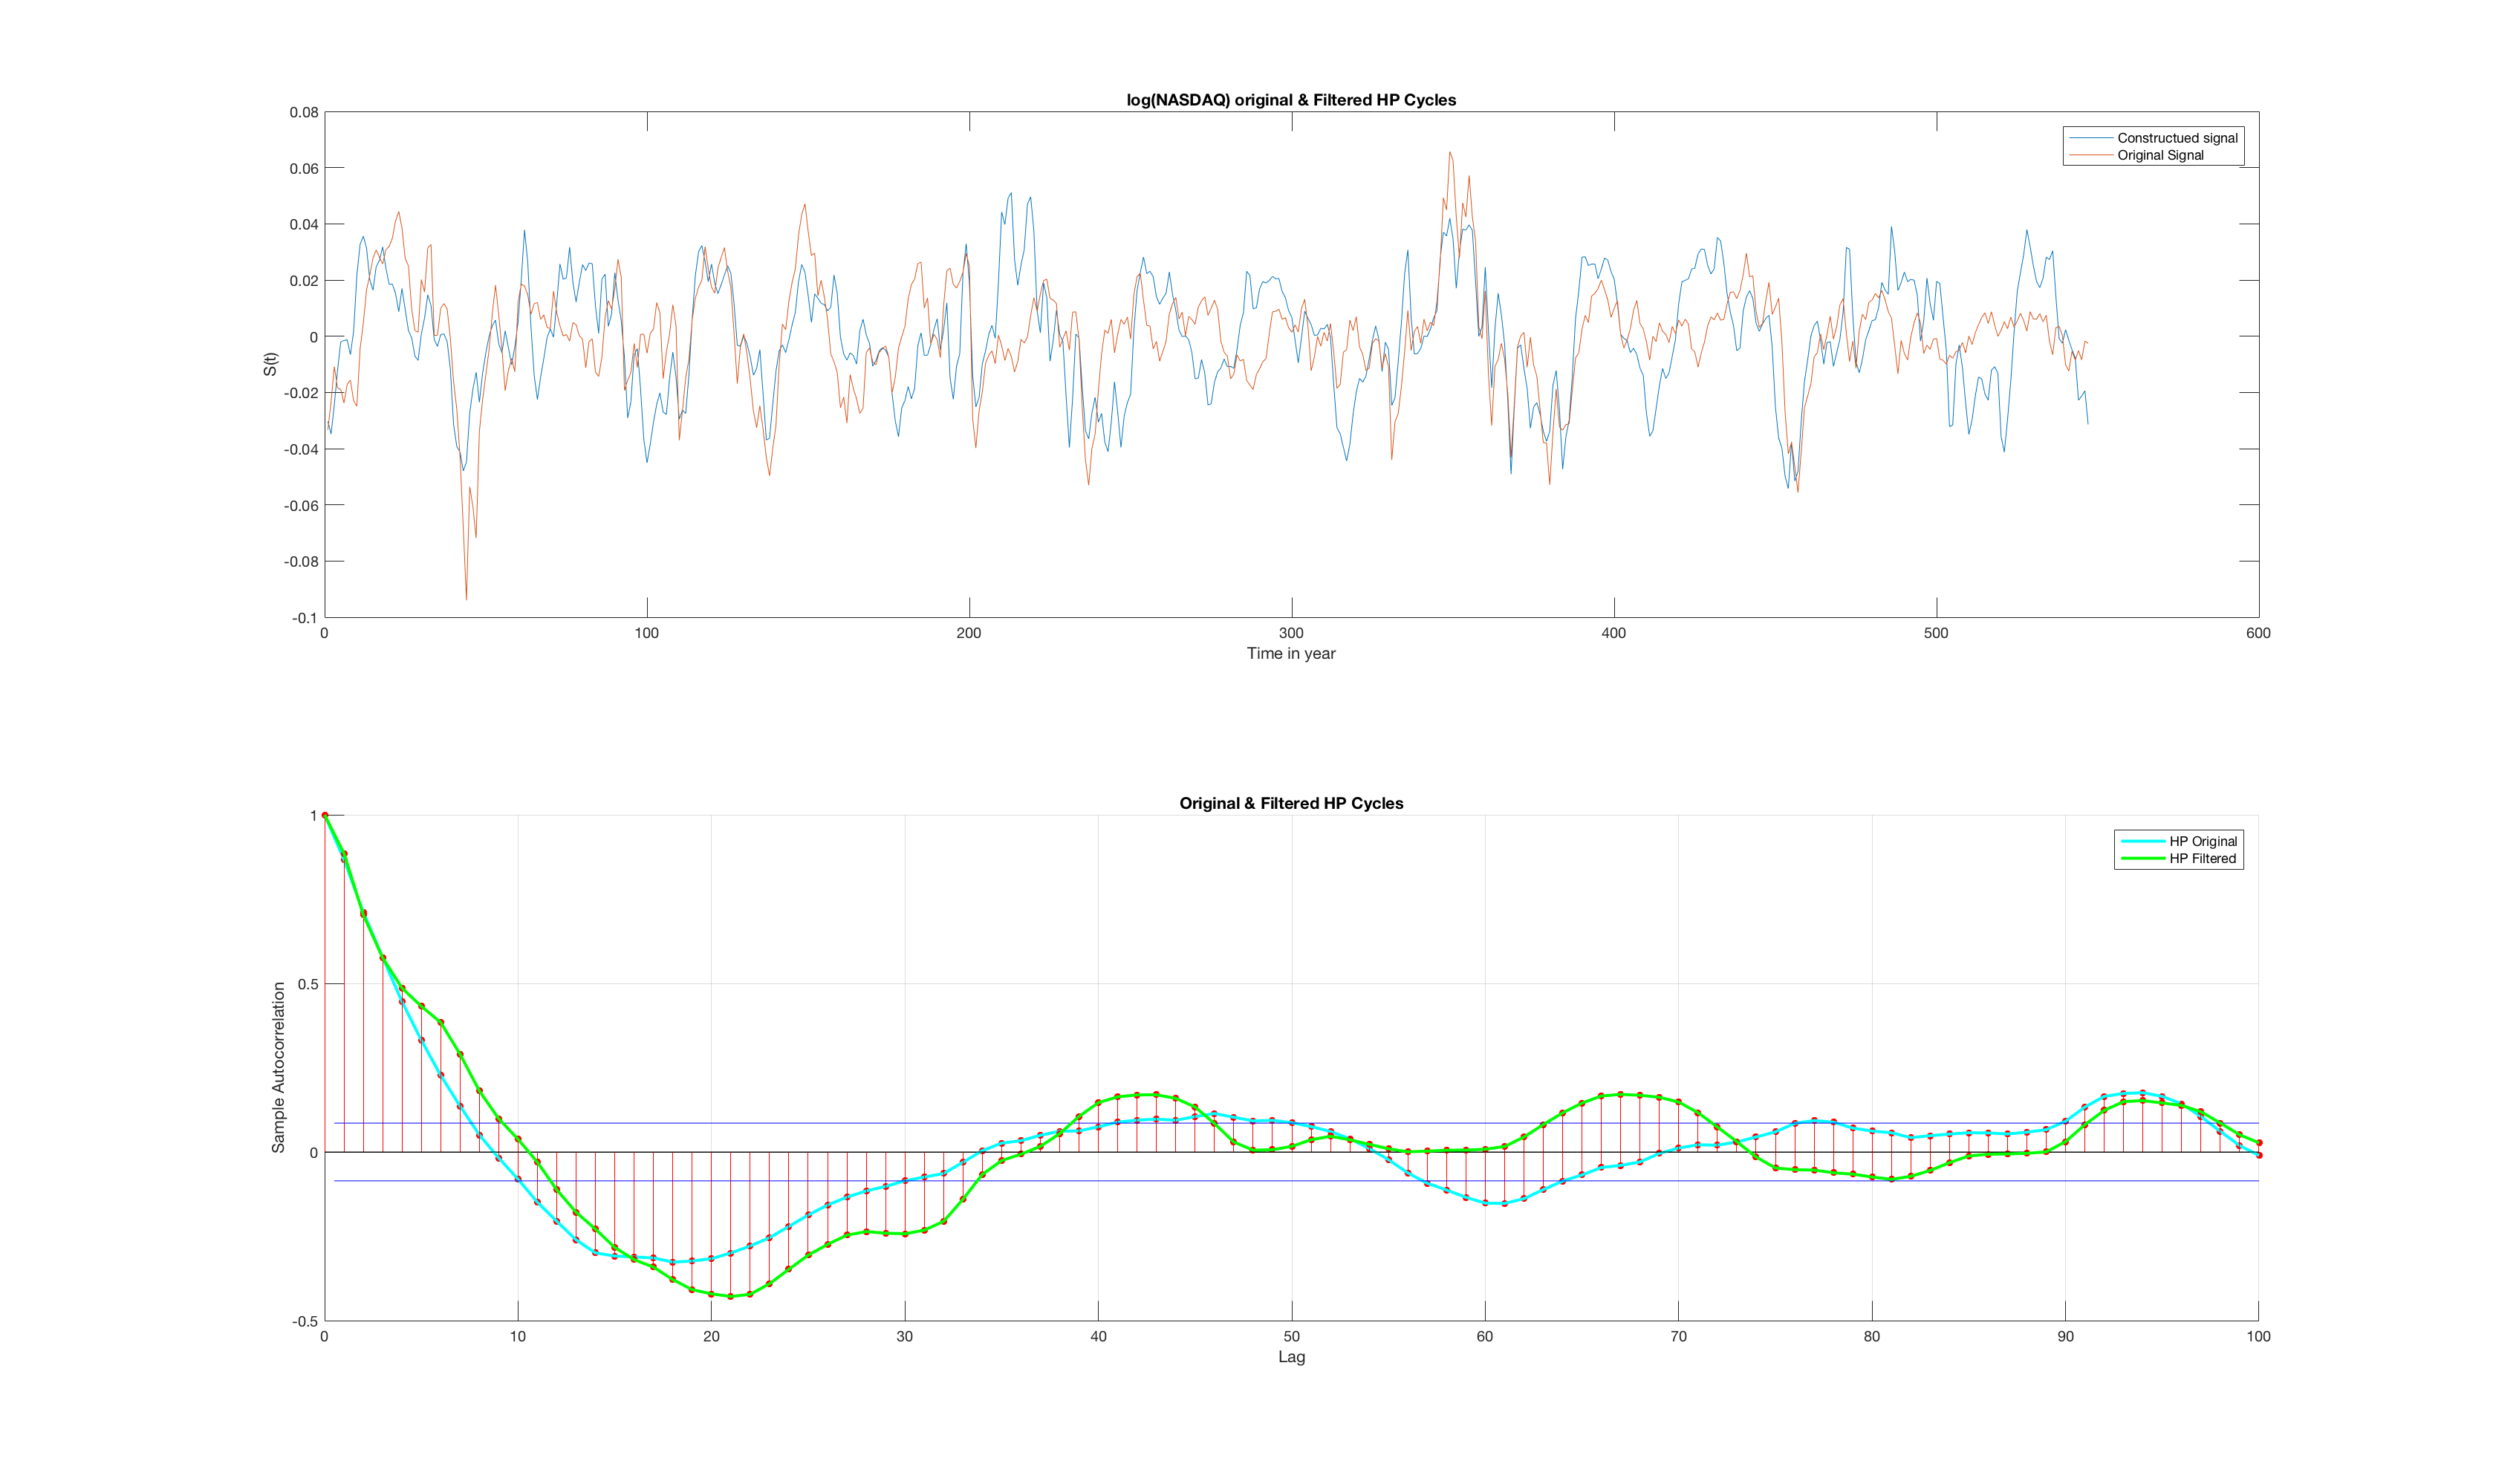 log(NASDAQ) original & Filtered HP Cycles
0.08
0.06
0.04
0.02
0
-0.02
-0.04
-0.06
-0.08
-0.1
S(t)
Constructued signal
Original Signal
0 100 200 300 400 500 600
Time in year
Original & Filtered HP Cycles
1
0.5
0
-0.5
Sample Autocorrelation
HP Original
HP Filtered
0 10 20 30 40 50 60 70 80 90 100
Lag